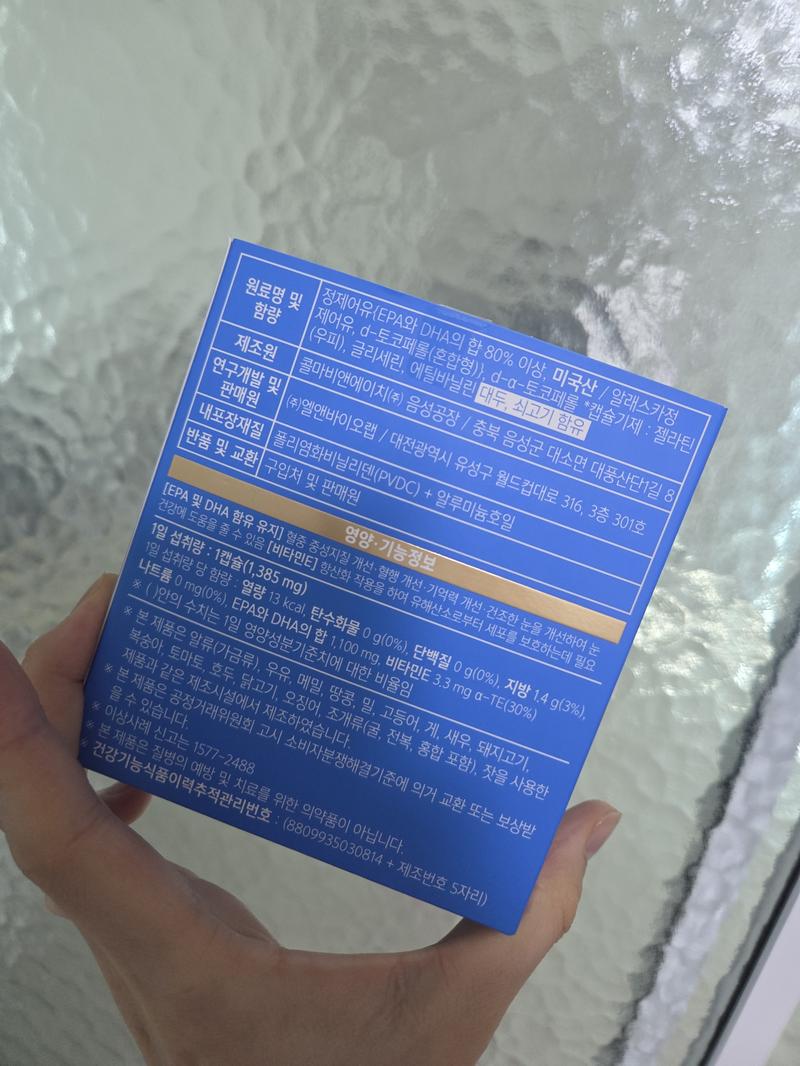 원료명 및
함량
정제어유{EPA와 DHA의 합 80% 이상, 미국산 / 알래스카정
제어유, d-토코페롤(혼합형)}, d-α-토코페롤 *캡슐기제 : 젤라틴
(우피), 글리세린, 에틸바닐린 대두, 쇠고기 함유
제조원
콜마비앤에이치㈜ 음성공장 / 충북 음성군 대소면 대풍산단1길 8
연구개발 및
판매원
㈜엘앤바이오랩 / 대전광역시 유성구 월드컵대로 316, 3층 301호
내포장재질
폴리염화비닐리덴(PVDC) + 알루미늄호일
반품 및 교환
구입처 및 판매원
영양·기능정보
[EPA 및 DHA 함유 유지] 혈중 중성지질 개선·혈행 개선·기억력 개선·건조한 눈을 개선하여 눈
건강에 도움을 줄 수 있음 [비타민E] 항산화 작용을 하여 유해산소로부터 세포를 보호하는데 필요
1일 섭취량 : 1캡슐(1,385 mg)
1일 섭취량 당 함량 : 열량 13 kcal, 탄수화물 0 g(0%), 단백질 0 g(0%), 지방 1.4 g(3%),
나트륨 0 mg(0%), EPA와 DHA의 합 1,100 mg, 비타민E 3.3 mg α-TE(30%)
※ ( )안의 수치는 1일 영양성분기준치에 대한 비율임
※ 본 제품은 알류(가금류), 우유, 메밀, 땅콩, 밀, 고등어, 게, 새우, 돼지고기,
복숭아, 토마토, 호두, 닭고기, 오징어, 조개류(굴, 전복, 홍합 포함), 잣을 사용한
제품과 같은 제조시설에서 제조하였습니다.
※ 본 제품은 공정거래위원회 고시 소비자분쟁해결기준에 의거 교환 또는 보상받
을 수 있습니다.
※ 이상사례 신고는 1577-2488
※ 본 제품은 질병의 예방 및 치료를 위한 의약품이 아닙니다.
※ 건강기능식품이력추적관리번호 : (8809935030814 + 제조번호 5자리)